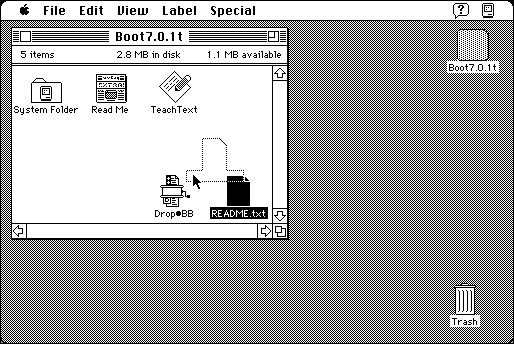 File Edit View Label Special
Boot7.0.1t
5 items 2.8 MB in disk 1.1 MB available
Boot7.0.1t
System Folder Read Me TeachText
Drop●BB README.txt
Trash